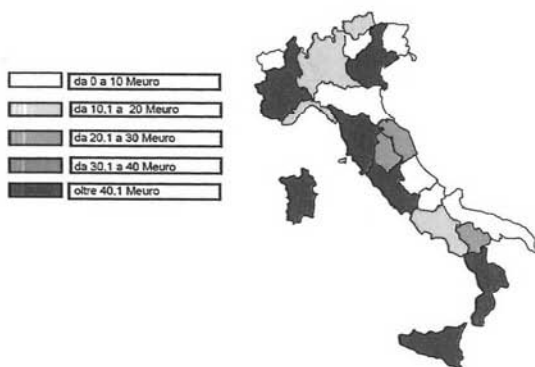 da 0 a 10 Meuro
da 10,1 a 20 Meuro
da 20,1 a 30 Meuro
da 30,1 a 40 Meuro
oltre 40,1 Meuro